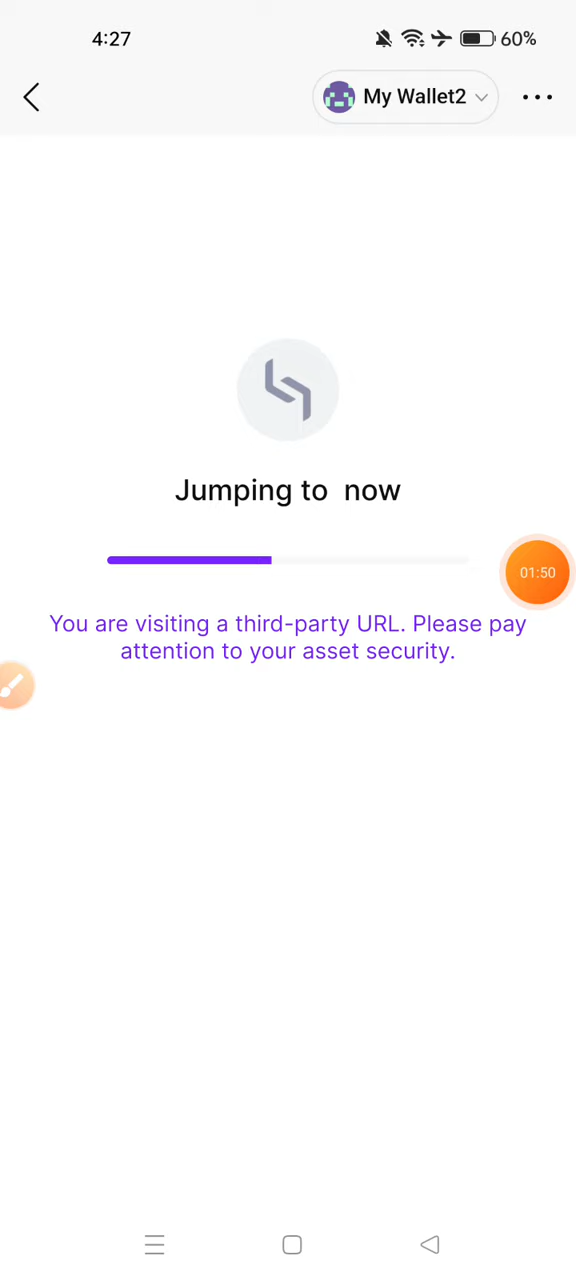 4:27
60%
My Wallet2
Jumping to  now
01:50
You are visiting a third-party URL. Please pay
attention to your asset security.